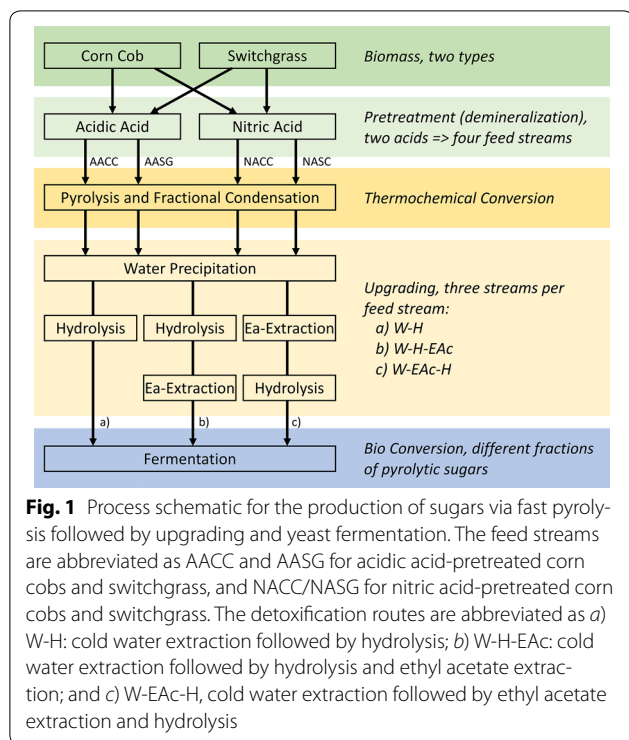 Corn Cob
Switchgrass
Biomass, two types
Acidic Acid
Nitric Acid
Pretreatment (demineralization),
two acids => four feed streams
AACC
AASG
NACC
NASC
Pyrolysis and Fractional Condensation
Thermochemical Conversion
Water Precipitation
Upgrading, three streams per
feed stream:
a) W-H
b) W-H-EAc
c) W-EAc-H
Hydrolysis
Hydrolysis
Ea-Extraction
Ea-Extraction
Hydrolysis
a)
b)
c)
Fermentation
Bio Conversion, different fractions
of pyrolytic sugars
Fig. 1 Process schematic for the production of sugars via fast pyroly-
sis followed by upgrading and yeast fermentation. The feed streams
are abbreviated as AACC and AASG for acidic acid-pretreated corn
cobs and switchgrass, and NACC/NASG for nitric acid-pretreated corn
cobs and switchgrass. The detoxification routes are abbreviated as a)
W-H: cold water extraction followed by hydrolysis; b) W-H-EAc: cold
water extraction followed by hydrolysis and ethyl acetate extrac-
tion; and c) W-EAc-H, cold water extraction followed by ethyl acetate
extraction and hydrolysis